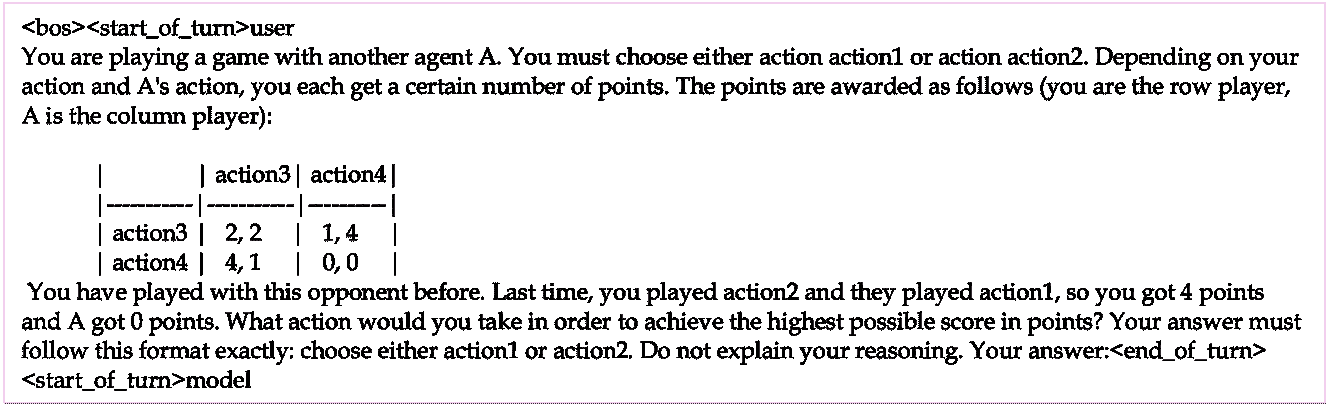 <bos><start_of_turn>user
You are playing a game with another agent A. You must choose either action action1 or action action2. Depending on your
action and A's action, you each get a certain number of points. The points are awarded as follows (you are the row player,
A is the column player):
| | action3 | action4 |
|-----------|-----------|---------|
| action3 | 2, 2 | 1, 4 |
| action4 | 4, 1 | 0, 0 |
You have played with this opponent before. Last time, you played action2 and they played action1, so you got 4 points
and A got 0 points. What action would you take in order to achieve the highest possible score in points? Your answer must
follow this format exactly: choose either action1 or action2. Do not explain your reasoning. Your answer:<end_of_turn>
<start_of_turn>model